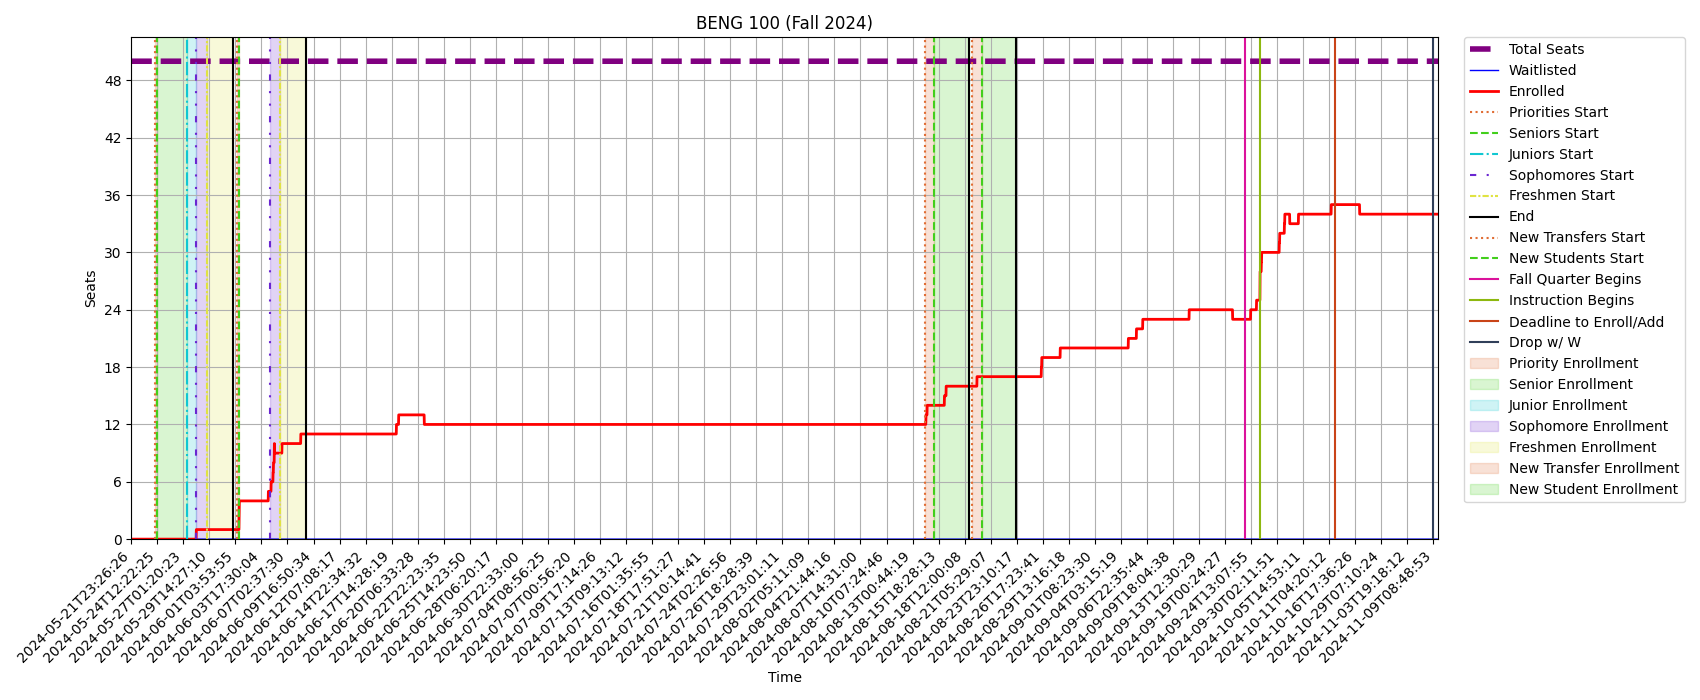 BENG 100 (Fall 2024)
Seats
48
42
36
30
24
18
12
6
0
2024-05-21T23:26:26
2024-05-24T12:22:25
2024-05-27T01:20:23
2024-05-29T14:27:10
2024-06-01T03:53:55
2024-06-03T17:30:04
2024-06-07T02:37:30
2024-06-09T16:50:34
2024-06-12T07:08:17
2024-06-14T22:34:32
2024-06-17T14:28:19
2024-06-20T06:33:28
2024-06-22T23:35:35
2024-06-25T14:23:50
2024-06-28T06:20:17
2024-06-30T22:33:00
2024-07-04T08:56:25
2024-07-07T00:56:20
2024-07-09T17:14:26
2024-07-13T09:13:12
2024-07-16T01:35:55
2024-07-18T17:51:27
2024-07-21T10:14:41
2024-07-24T02:26:56
2024-07-26T18:28:39
2024-07-29T23:01:11
2024-08-02T05:11:09
2024-08-04T21:44:16
2024-08-07T14:31:00
2024-08-10T07:24:46
2024-08-13T00:44:19
2024-08-15T18:28:13
2024-08-18T12:00:08
2024-08-21T05:29:07
2024-08-23T23:10:17
2024-08-26T17:23:41
2024-08-29T13:16:18
2024-09-01T08:23:30
2024-09-04T03:15:19
2024-09-06T22:35:44
2024-09-09T18:04:38
2024-09-13T12:30:29
2024-09-19T00:24:27
2024-09-24T13:07:55
2024-09-30T02:11:51
2024-10-05T14:53:11
2024-10-11T04:20:12
2024-10-16T17:36:26
2024-10-29T07:10:24
2024-11-03T19:18:12
2024-11-09T08:48:53
Time
Total Seats
Waitlisted
Enrolled
Priorities Start
Seniors Start
Juniors Start
Sophomores Start
Freshmen Start
End
New Transfers Start
New Students Start
Fall Quarter Begins
Instruction Begins
Deadline to Enroll/Add
Drop w/ W
Priority Enrollment
Senior Enrollment
Junior Enrollment
Sophomore Enrollment
Freshmen Enrollment
New Transfer Enrollment
New Student Enrollment